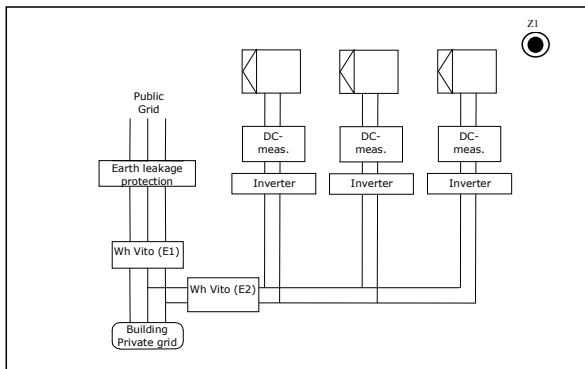 Z1
Public
Grid
DC-
meas.
DC-
meas.
DC-
meas.
Earth leakage
protection
Inverter
Inverter
Inverter
Wh Vito (E1)
Wh Vito (E2)
Building
Private grid